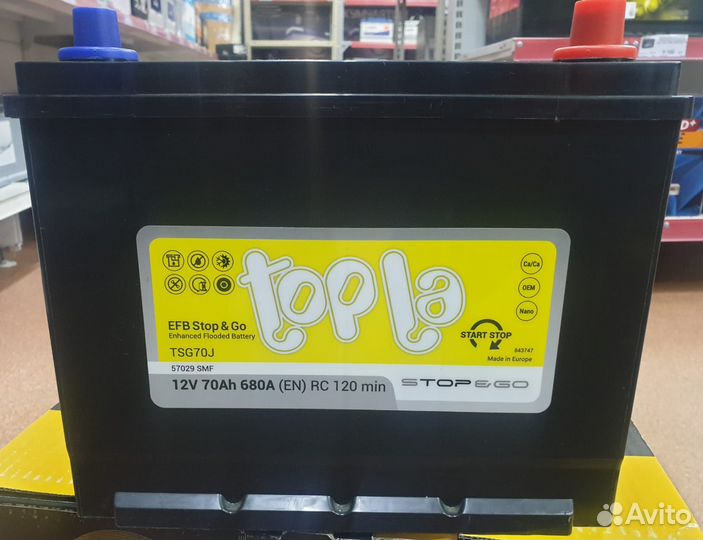 topla
EFB Stop & Go
Enhanced Flooded Battery
TSG70J
57029 SMF
12V 70Ah 680A (EN) RC 120 min
Ca/Ca
OEM
Nano
START STOP
843747
Made in Europe
STOP&GO
Avito